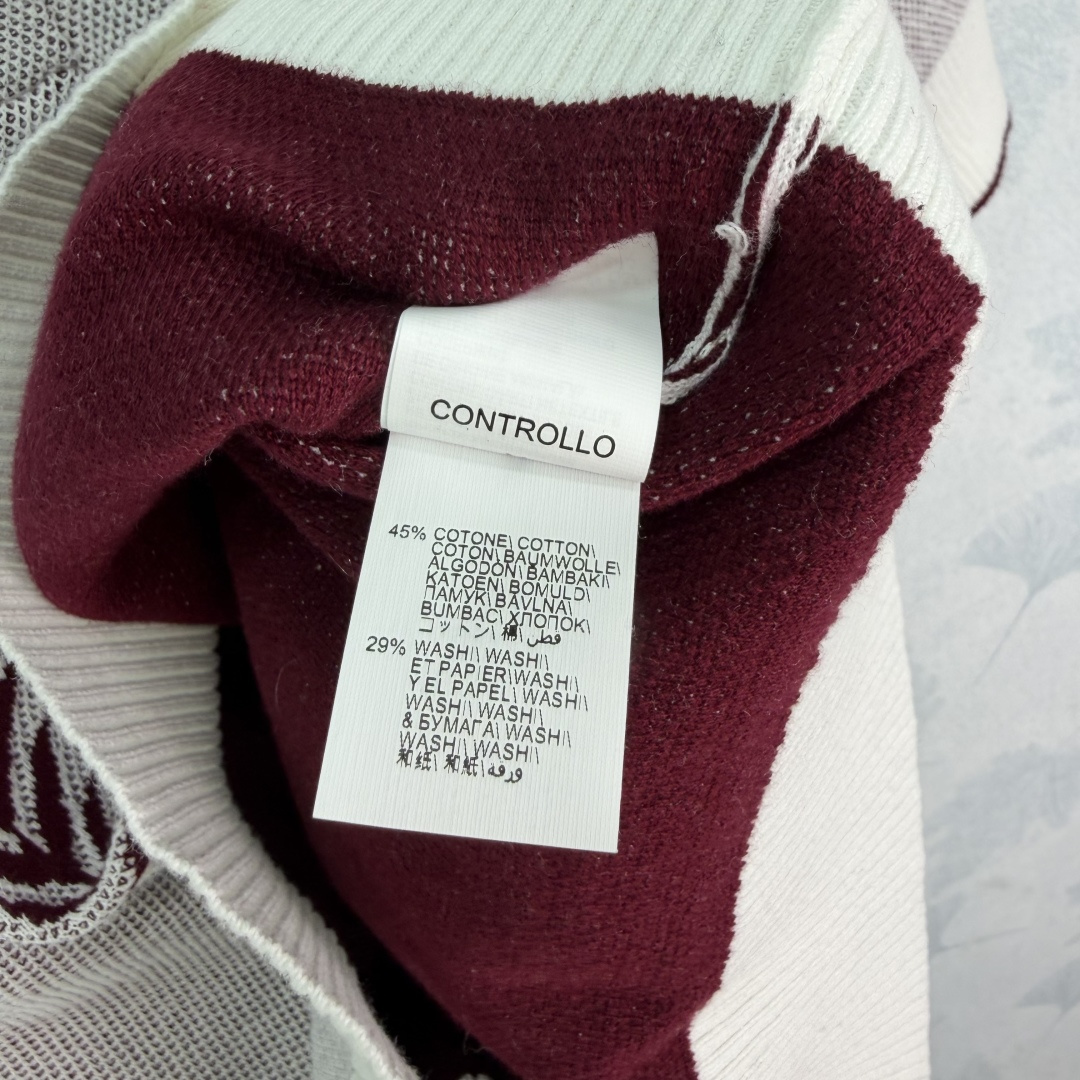 CONTROLLO
45% COTONE\ COTTON\
COTON\ BAUMWOLLE\
ALGODÓN\ BAMBAKI\
KATOEN\ BOMULD\
ПАМУК\ BAVLNA\
BUMBAC\ ХЛОПОК\
コットン\ 棉\ قطن
29% WASHI\ WASHI\
ET PAPIER\ WASHI\
Y EL PAPEL\ WASHI\
WASHI\ WASHI\
& БУМАГА\ WASHI\
WASHI\ WASHI\
和纸\ 和紙\ ورقه